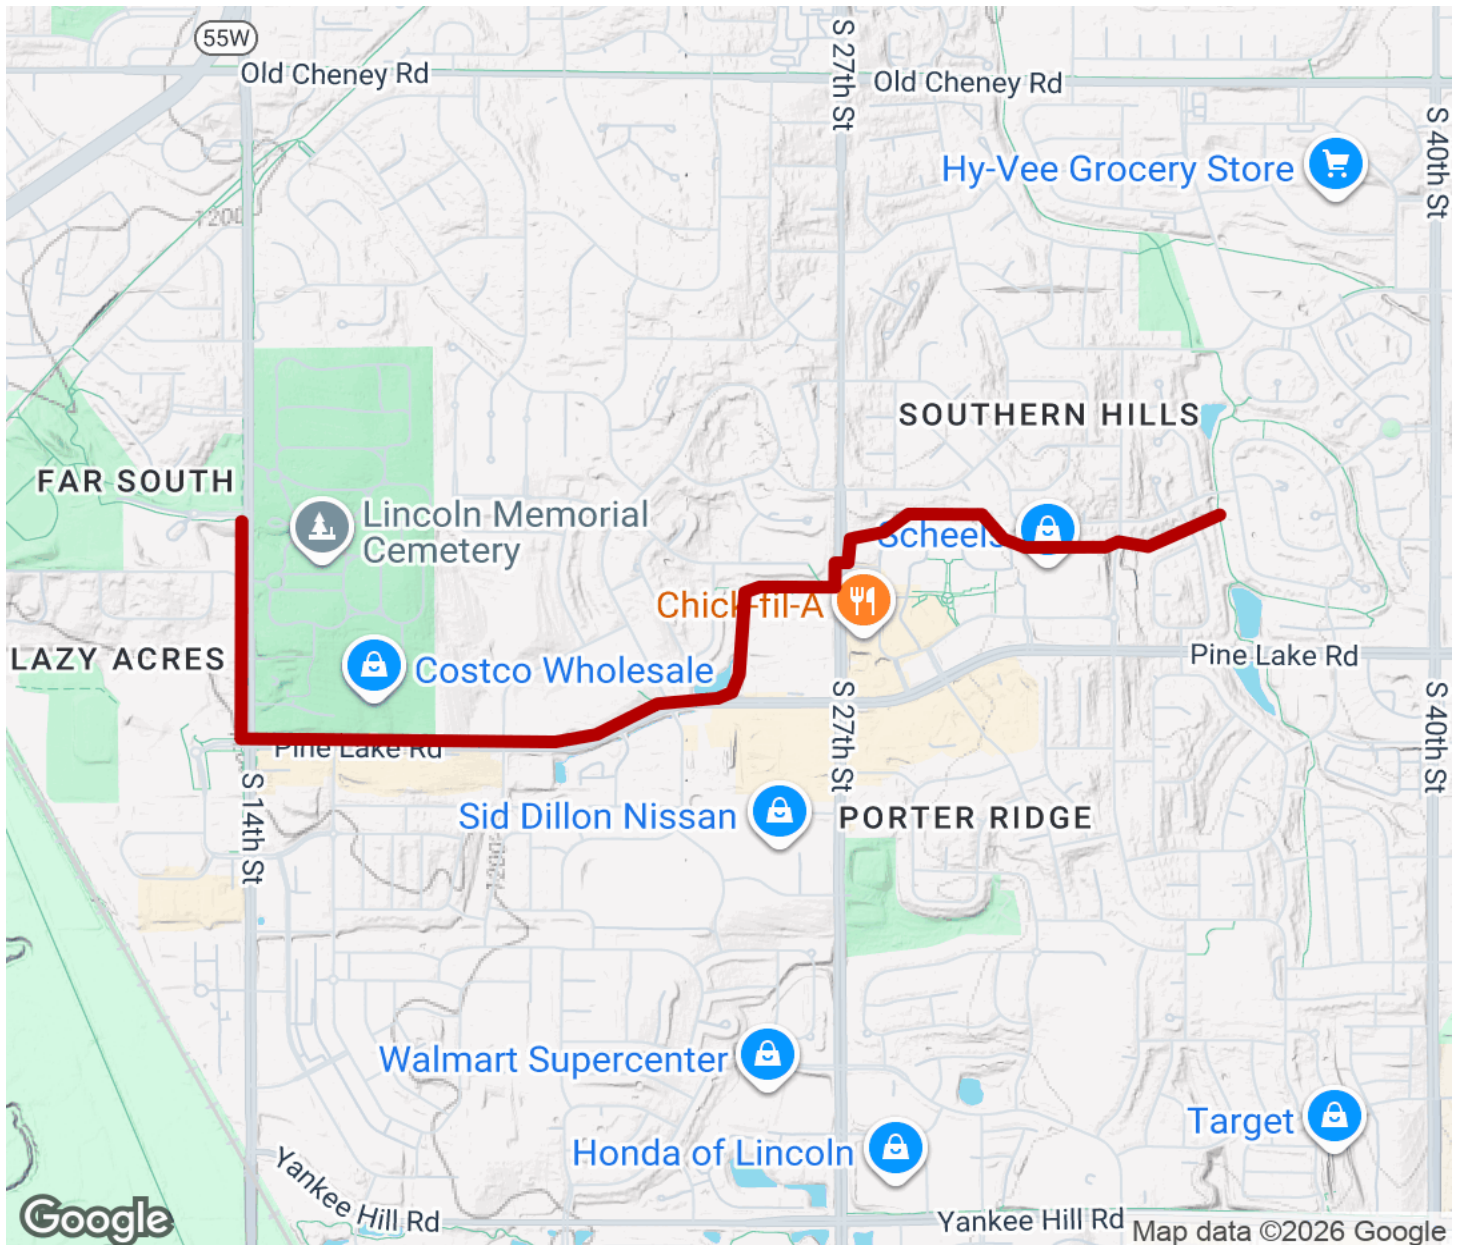 55W
Old Cheney Rd
S 27th St
Old Cheney Rd
S 40th St
Hy-Vee Grocery Store
SOUTHERN HILLS
FAR SOUTH
Lincoln Memorial
Cemetery
Scheels
Chick-fil-A
LAZY ACRES
Costco Wholesale
Pine Lake Rd
Pine Lake Rd
S 27th St
S 40th St
S 14th St
Sid Dillon Nissan
PORTER RIDGE
1200
Walmart Supercenter
Target
Honda of Lincoln
Yankee Hill Rd
Yankee Hill Rd
Google
Map data ©2026 Google